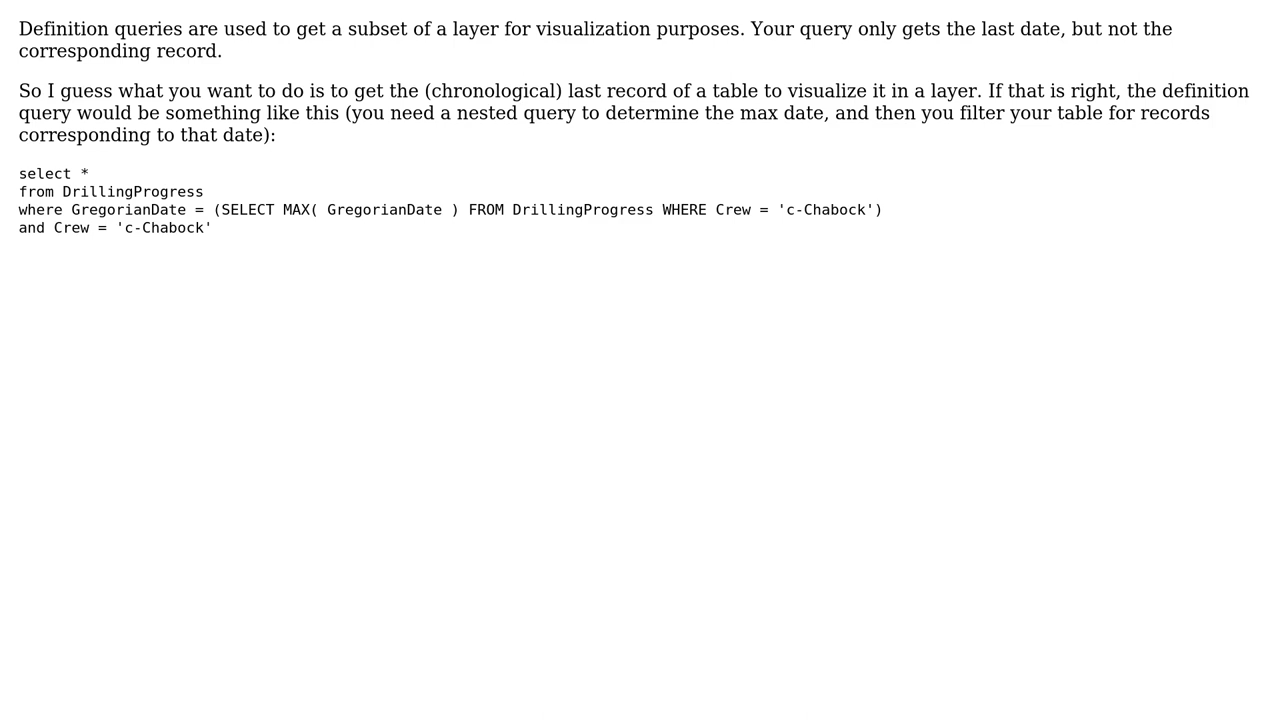 Definition queries are used to get a subset of a layer for visualization purposes. Your query only gets the last date, but not the
corresponding record.
So I guess what you want to do is to get the (chronological) last record of a table to visualize it in a layer. If that is right, the definition
query would be something like this (you need a nested query to determine the max date, and then you filter your table for records
corresponding to that date):
select *
from DrillingProgress
where GregorianDate = (SELECT MAX( GregorianDate ) FROM DrillingProgress WHERE Crew = 'c-Chabock')
and Crew = 'c-Chabock'